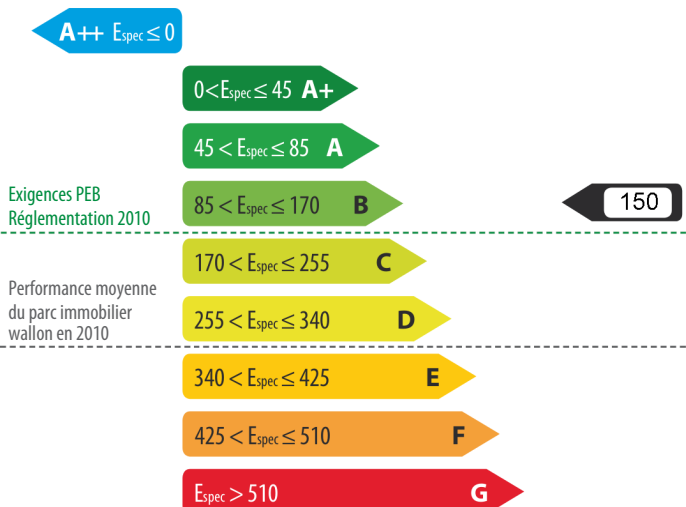 A++ Espec ≤ 0
0 < Espec ≤ 45 A+
45 < Espec ≤ 85 A
Exigences PEB
Réglementation 2010
85 < Espec ≤ 170 B
150
170 < Espec ≤ 255 C
Performance moyenne
du parc immobilier
wallon en 2010
255 < Espec ≤ 340 D
340 < Espec ≤ 425 E
425 < Espec ≤ 510 F
Espec > 510 G